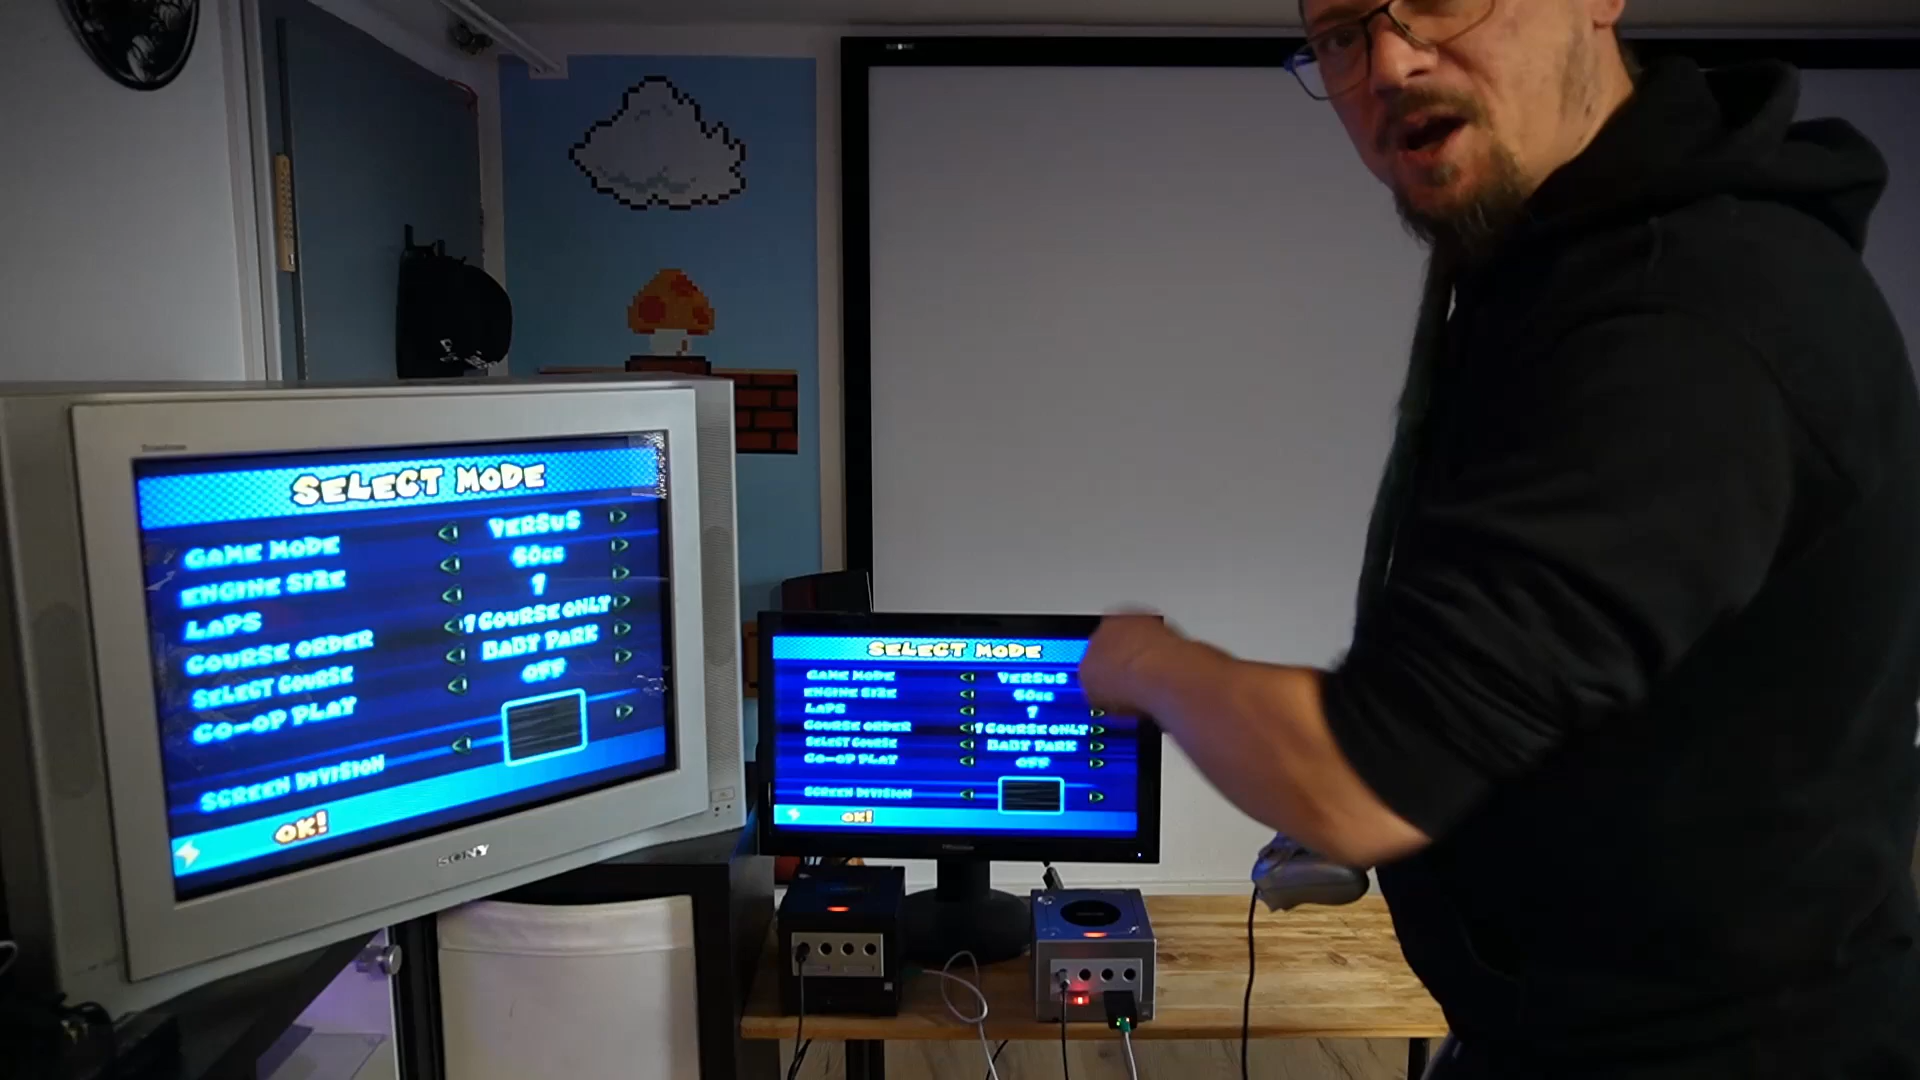 SELECT MODE
GAME MODE VERSUS
ENGINE SIZE 50cc
LAPS 7
COURSE ORDER 1 COURSE ONLY
SELECT COURSE BABY PARK
CO-OP PLAY OFF
SCREEN DIVISION
OK!
SONY
SELECT MODE
GAME MODE VERSUS
ENGINE SIZE 50cc
LAPS 7
COURSE ORDER 1 COURSE ONLY
SELECT COURSE BABY PARK
CO-OP PLAY OFF
SCREEN DIVISION
OK!